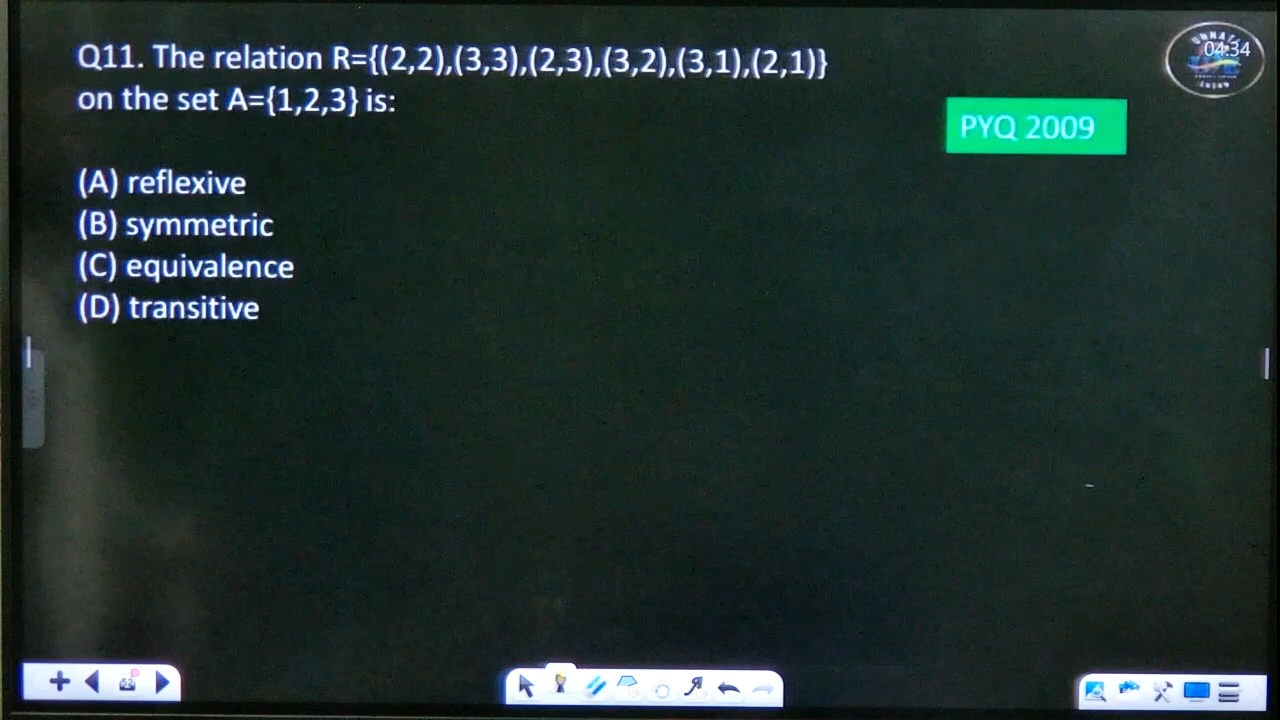 Q11. The relation R={(2,2),(3,3),(2,3),(3,2),(3,1),(2,1)}
on the set A={1,2,3} is:
04:34
PYQ 2009
(A) reflexive
(B) symmetric
(C) equivalence
(D) transitive